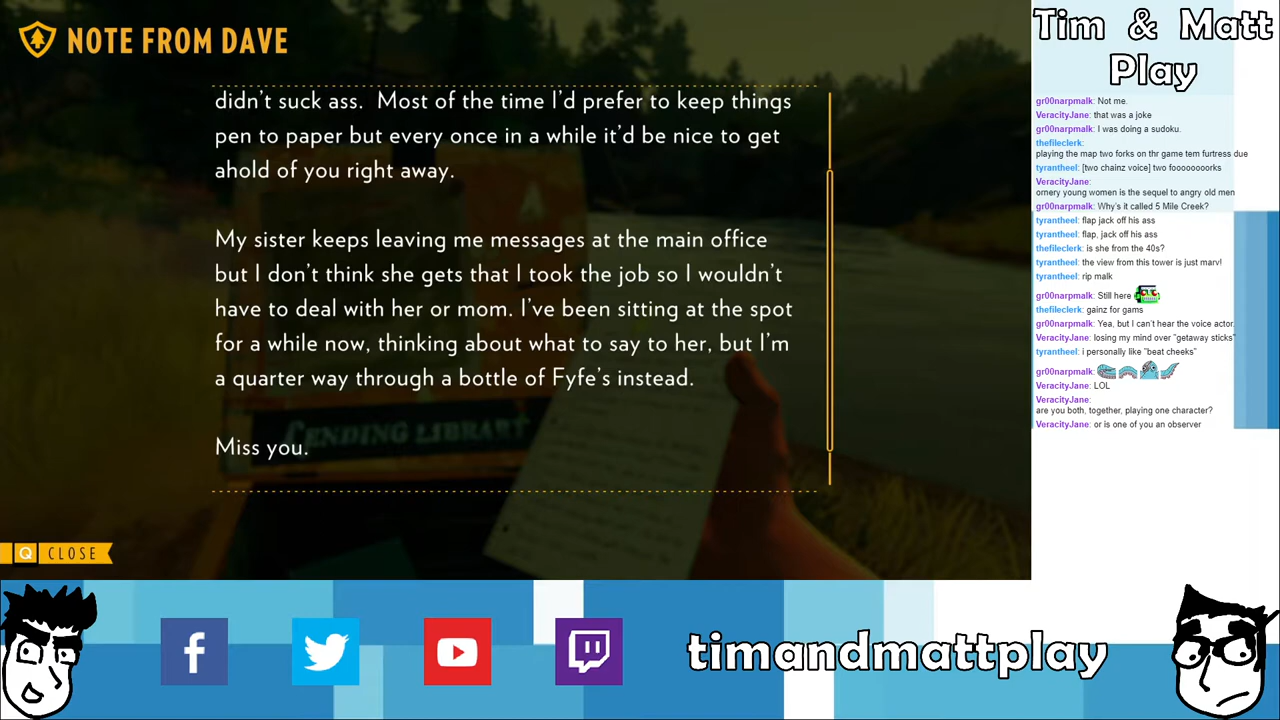 NOTE FROM DAVE
didn't suck ass.  Most of the time I'd prefer to keep things
pen to paper but every once in a while it'd be nice to get
ahold of you right away.
My sister keeps leaving me messages at the main office
but I don't think she gets that I took the job so I wouldn't
have to deal with her or mom. I've been sitting at the spot
for a while now, thinking about what to say to her, but I'm
a quarter way through a bottle of Fyfe's instead.
Miss you.
Q CLOSE
Tim & Matt
Play
gr00narpmalk: Not me.
VeracityJane: that was a joke
gr00narpmalk: I was doing a sudoku.
thefileclerk:
playing the map two forks on thr game tem furtress due
tyrantheel: [two chainz voice] two foooooooorks
VeracityJane:
ornery young women is the sequel to angry old men
gr00narpmalk: Why's it called 5 Mile Creek?
tyrantheel: flap jack off his ass
tyrantheel: flap, jack off his ass
thefileclerk: is she from the 40s?
tyrantheel: the view from this tower is just marv!
tyrantheel: rip malk
gr00narpmalk: Still here
thefileclerk: gainz for gams
gr00narpmalk: Yea, but I can't hear the voice actor.
VeracityJane: losing my mind over "getaway sticks"
tyrantheel: i personally like "beat cheeks"
gr00narpmalk:
VeracityJane: LOL
VeracityJane:
are you both, together, playing one character?
VeracityJane: or is one of you an observer
timandmattplay